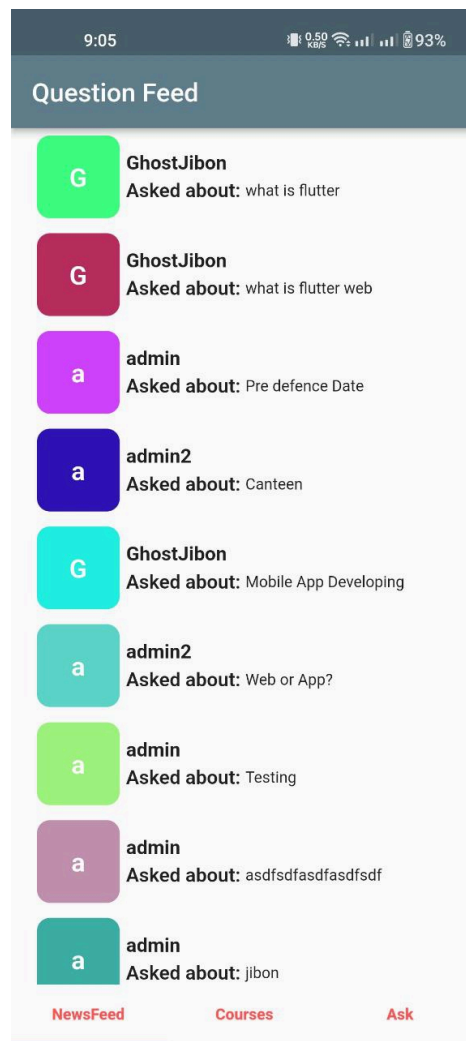 9:05 0.50 KB/S 93%
Question Feed
G
GhostJibon
Asked about: what is flutter
G
GhostJibon
Asked about: what is flutter web
a
admin
Asked about: Pre defence Date
a
admin2
Asked about: Canteen
G
GhostJibon
Asked about: Mobile App Developing
a
admin2
Asked about: Web or App?
a
admin
Asked about: Testing
a
admin
Asked about: asdfsdfasdfasdfsdf
a
admin
Asked about: jibon
NewsFeed Courses Ask